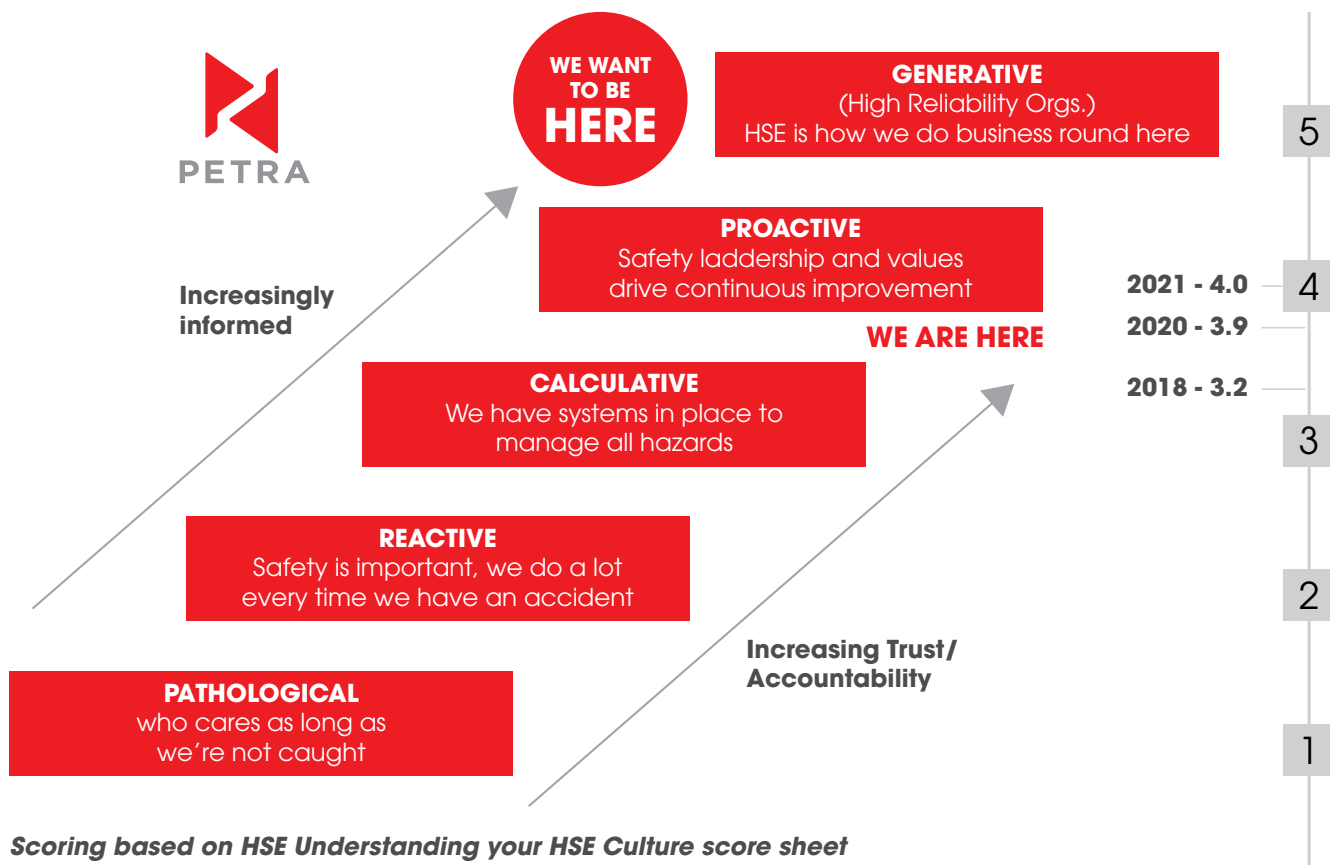 PETRA
WE WANT
TO BE
HERE
GENERATIVE
(High Reliability Orgs.)
HSE is how we do business round here
5
PROACTIVE
Safety laddership and values
drive continuous improvement
Increasingly
informed
2021 - 4.0
4
2020 - 3.9
WE ARE HERE
2018 - 3.2
CALCULATIVE
We have systems in place to
manage all hazards
3
REACTIVE
Safety is important, we do a lot
every time we have an accident
2
Increasing Trust/
Accountability
PATHOLOGICAL
who cares as long as
we're not caught
1
Scoring based on HSE Understanding your HSE Culture score sheet